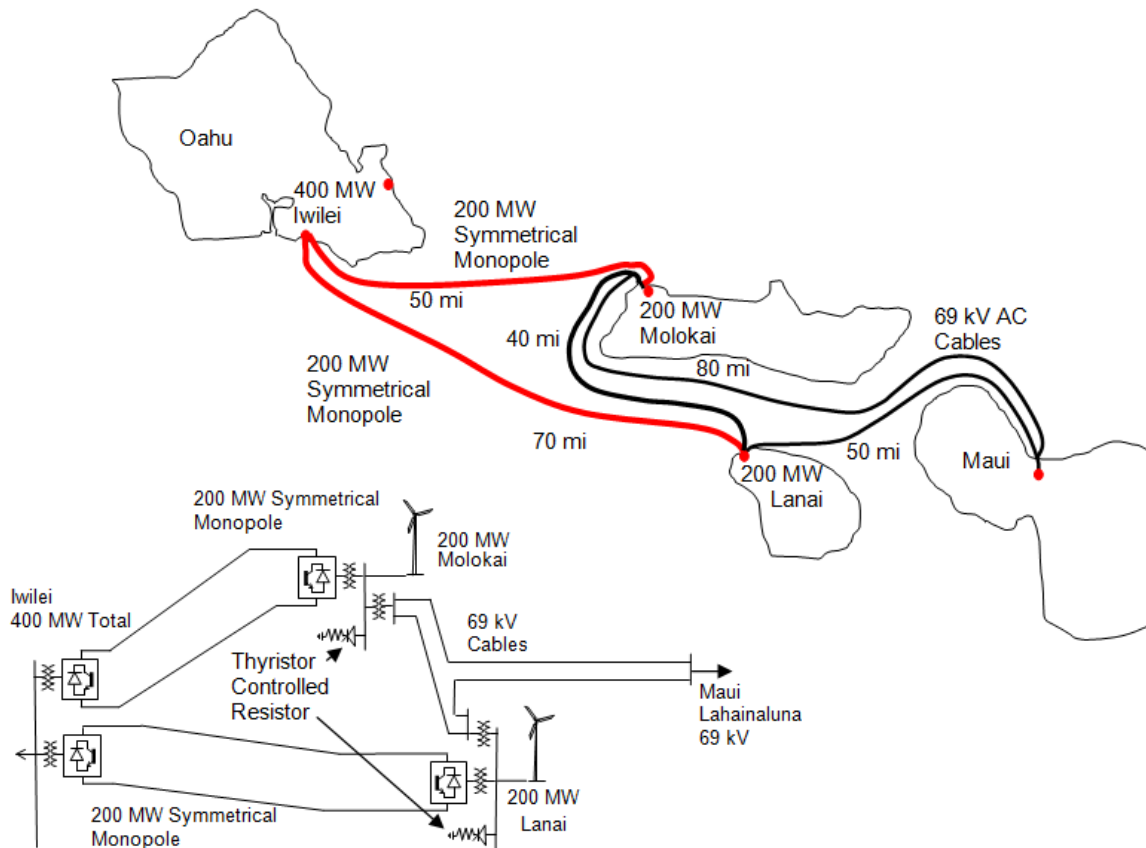 Oahu
400 MW
Iwilei
200 MW
Symmetrical
Monopole
50 mi
200 MW
Molokai
69 kV AC
Cables
40 mi
80 mi
200 MW
Symmetrical
Monopole
70 mi
50 mi
Maui
200 MW
Lanai
200 MW Symmetrical
Monopole
200 MW
Molokai
Iwilei
400 MW Total
69 kV
Cables
Thyristor
Controlled
Resistor
Maui
Lahainaluna
69 kV
200 MW
Lanai
200 MW Symmetrical
Monopole